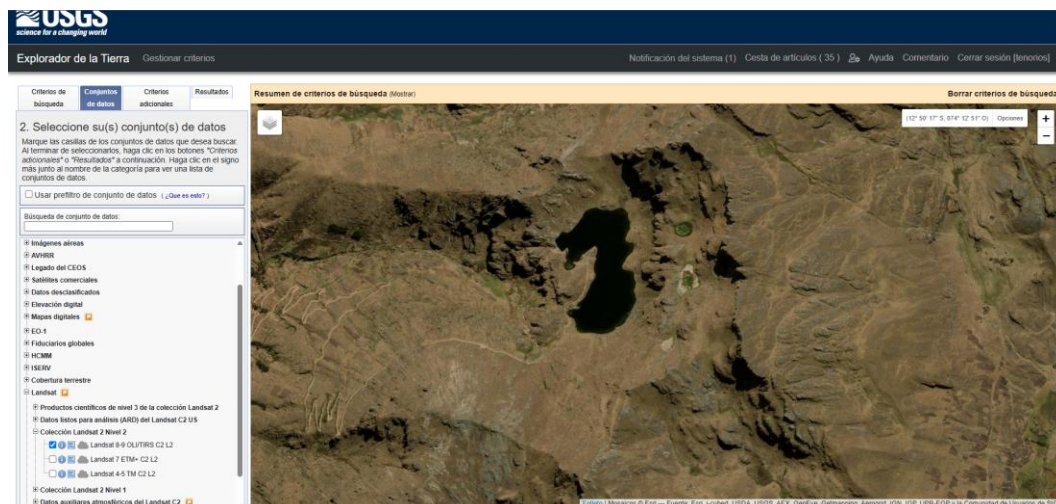 USGS
science for a changing world
Explorador de la Tierra Gestionar criterios
Notificación del sistema (1) Cesta de artículos ( 35 ) Ayuda Comentario Cerrar sesión [tenorios]
Criterios de búsqueda
Conjuntos de datos
Criterios adicionales
Resultados
Resumen de criterios de búsqueda (Mostrar)
Borrar criterios de búsqueda
2. Seleccione su(s) conjunto(s) de datos
Marque las casillas de los conjuntos de datos que desea buscar.
Al terminar de seleccionarlos, haga clic en los botones "Criterios
adicionales" o "Resultados" a continuación. Haga clic en el signo
más junto al nombre de la categoría para ver una lista de
conjuntos de datos.
Usar prefiltro de conjunto de datos ( ¿Que es esto? )
Búsqueda de conjunto de datos:
Imágenes aéreas
AVHRR
Legado del CEOS
Satélites comerciales
Datos desclasificados
Elevación digital
Mapas digitales
EO-1
Fiduciarios globales
HCMM
ISERV
Cobertura terrestre
Landsat
Productos científicos de nivel 3 de la colección Landsat 2
Datos listos para análisis (ARD) del Landsat C2 US
Colección Landsat 2 Nivel 2
Landsat 8-9 OLI/TIRS C2 L2
Landsat 7 ETM+ C2 L2
Landsat 4-5 TM C2 L2
Colección Landsat 2 Nivel 1
Datos auxiliares atmosféricos del Landsat C2
Opciones
+
−